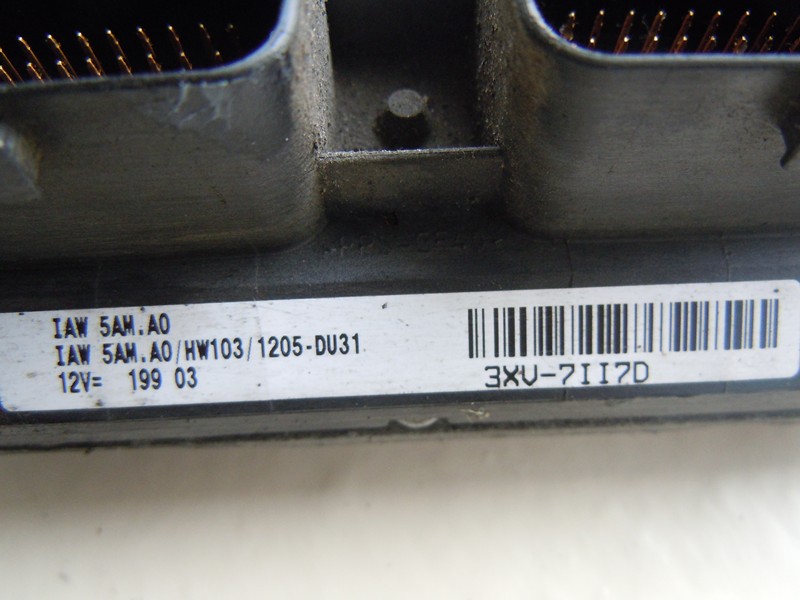 IAW 5AM.A0
IAW 5AM.A0/HW103/1205-DU31
12V= 199 03
3XV-7II7D